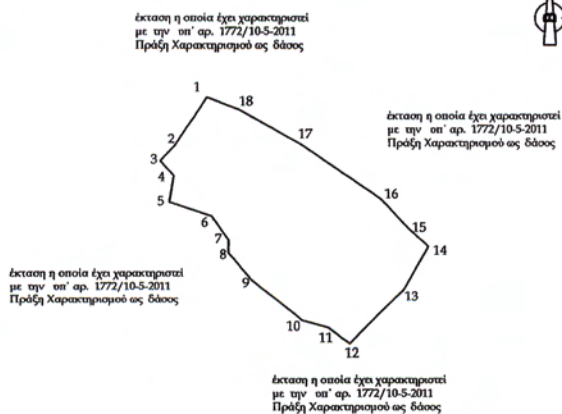 έκταση η οποία έχει χαρακτηριστεί
με την υπ' αρ. 1772/10-5-2011
Πράξη Χαρακτηρισμού ως δάσος
1
18
έκταση η οποία έχει χαρακτηριστεί
με την υπ' αρ. 1772/10-5-2011
Πράξη Χαρακτηρισμού ως δάσος
17
2
3
4
16
5
6
15
7
14
8
έκταση η οποία έχει χαρακτηριστεί
με την υπ' αρ. 1772/10-5-2011
Πράξη Χαρακτηρισμού ως δάσος
9
13
10
11
12
έκταση η οποία έχει χαρακτηριστεί
με την υπ' αρ. 1772/10-5-2011
Πράξη Χαρακτηρισμού ως δάσος